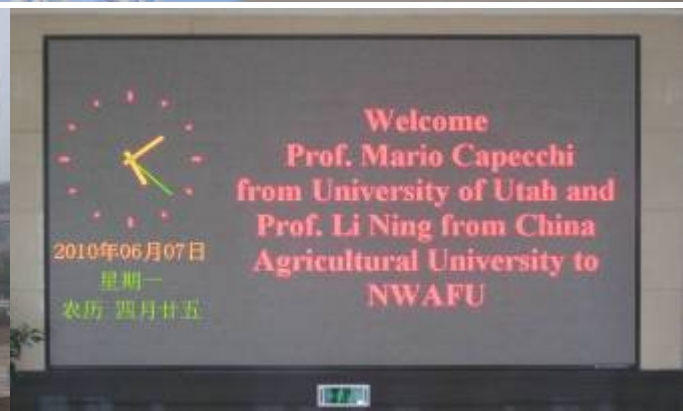 2010年06月07日
星期一
农历 四月廿五
Welcome
Prof. Mario Capecchi
from University of Utah and
Prof. Li Ning from China
Agricultural University to
NWAFU